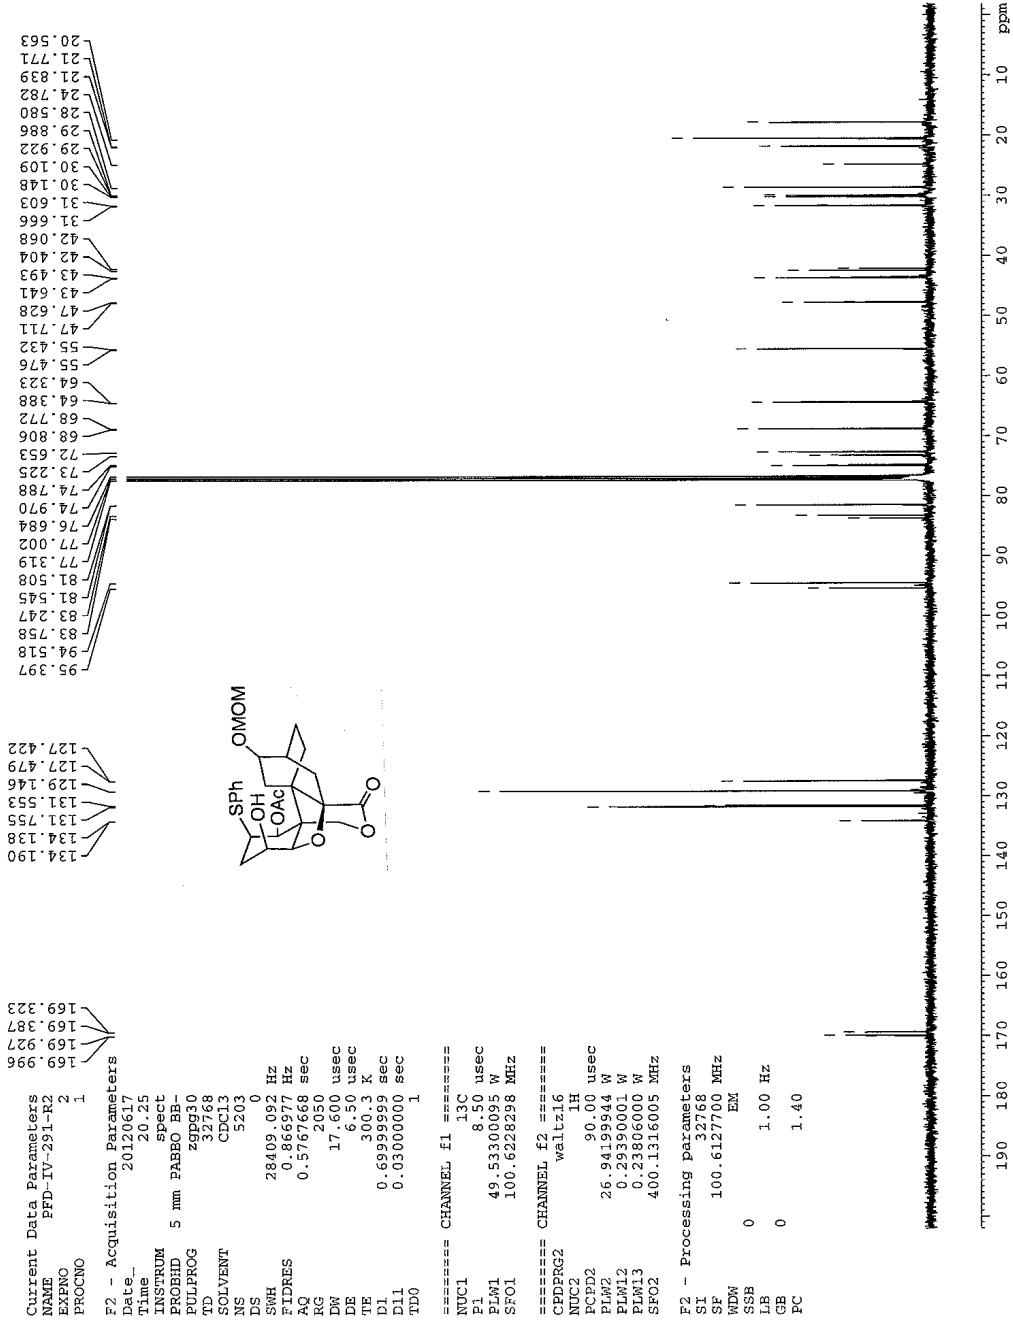 Current Data Parameters
NAME PFD-IV-291-R2
EXPNO 2
PROCNO 1
F2 - Acquisition Parameters
Date_ 20120617
Time 20.25
INSTRUM spect
PROBHD 5 mm PABBO BB-
PULPROG zgpg30
TD 32768
SOLVENT CDCl3
NS 5203
DS 0
SWH 28409.092 Hz
FIDRES 0.866977 Hz
AQ 0.5767668 sec
RG 2050
DW 17.600 usec
DE 6.50 usec
TE 300.3 K
D1 0.69999999 sec
D11 0.03000000 sec
TD0 1
======== CHANNEL f1 ========
NUC1 13C
P1 8.50 usec
PLW1 49.53300095 W
SFO1 100.6228298 MHz
======== CHANNEL f2 ========
CPDPRG2 waltz16
NUC2 1H
PCPD2 90.00 usec
PLW2 26.94199944 W
PLW12 0.29390001 W
PLW13 0.23806000 W
SFO2 400.1316005 MHz
F2 - Processing parameters
SI 32768
SF 100.6127700 MHz
WDW EM
SSB 0
LB 1.00 Hz
GB 0
PC 1.40
169.996
169.927
169.387
169.323
134.190
134.138
131.755
131.553
129.146
127.479
127.422
95.397
94.518
83.758
83.247
81.545
81.508
77.319
77.002
76.684
74.970
74.788
73.225
72.653
68.806
68.772
64.388
64.323
55.476
55.432
47.711
47.628
43.641
43.493
42.404
42.068
31.666
31.603
30.148
30.109
29.922
29.886
28.580
24.782
21.839
21.771
20.563
SPh
OH
OAc
OMOM
O
O
O
190 180 170 160 150 140 130 120 110 100 90 80 70 60 50 40 30 20 10 ppm